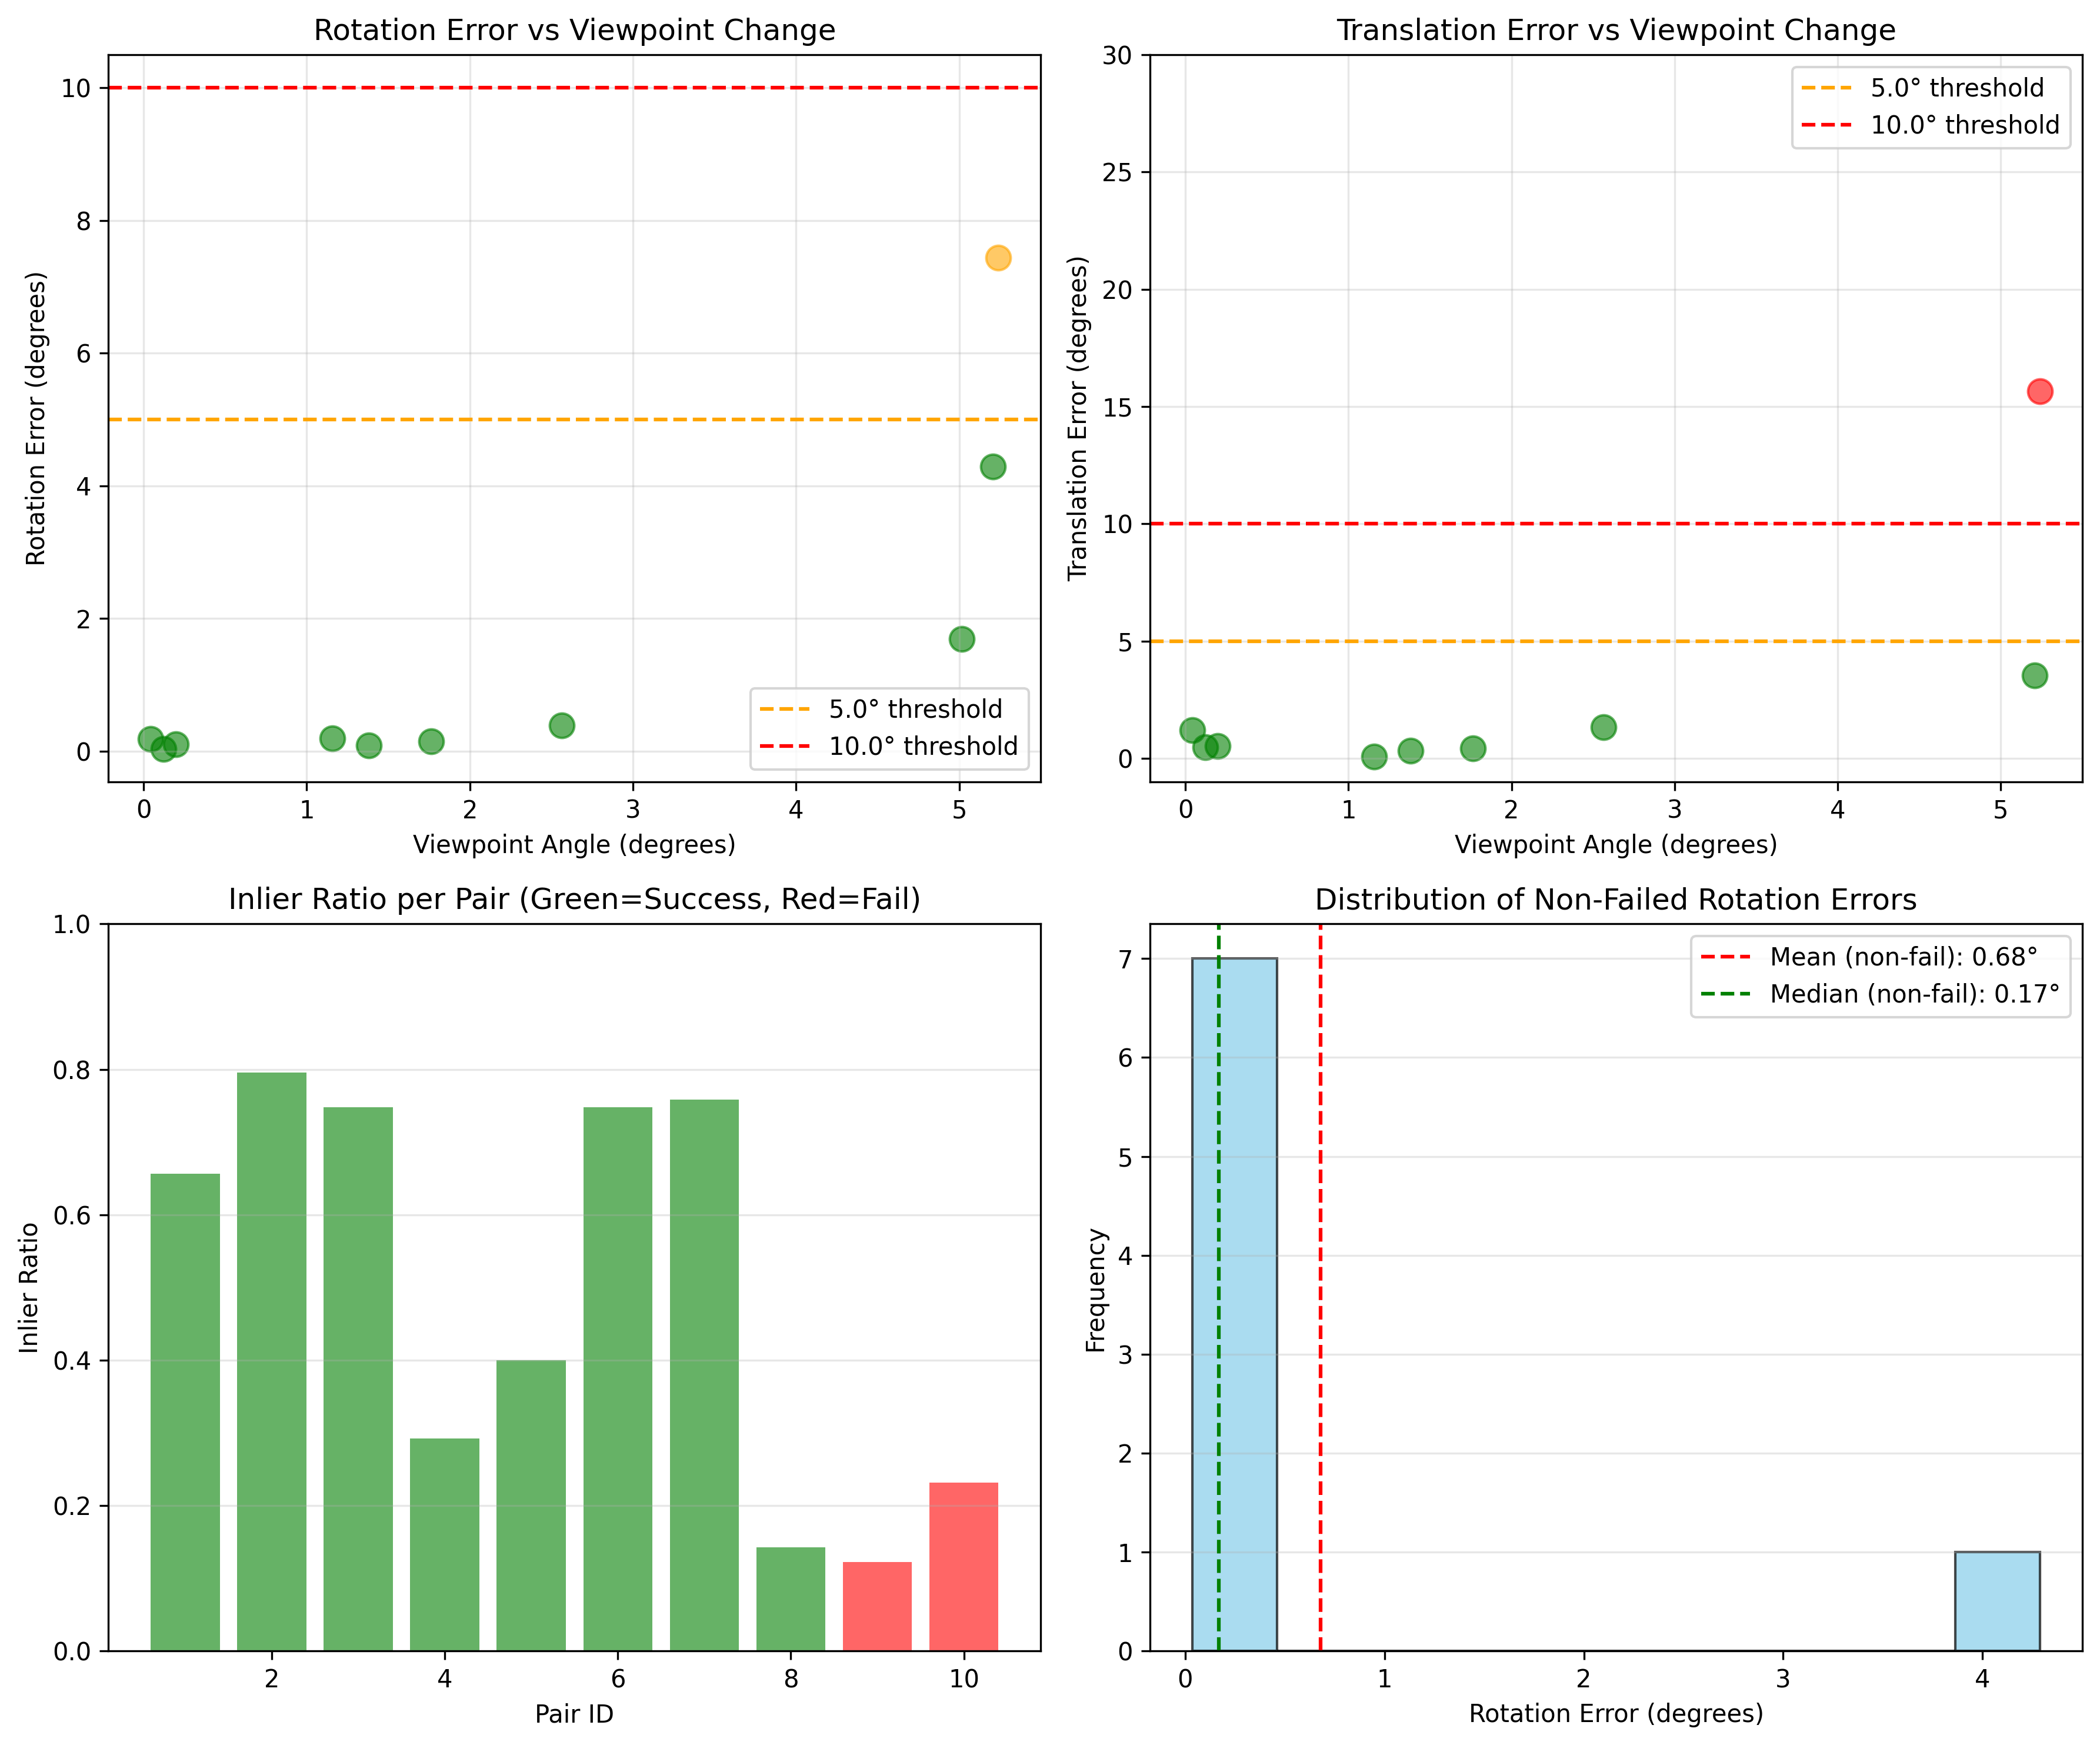 Rotation Error vs Viewpoint Change
10
8
6
4
2
0
Rotation Error (degrees)
5.0° threshold
10.0° threshold
0 1 2 3 4 5
Viewpoint Angle (degrees)
Translation Error vs Viewpoint Change
30
25
20
15
10
5
0
Translation Error (degrees)
5.0° threshold
10.0° threshold
0 1 2 3 4 5
Viewpoint Angle (degrees)
Inlier Ratio per Pair (Green=Success, Red=Fail)
1.0
0.8
0.6
0.4
0.2
0.0
Inlier Ratio
2 4 6 8 10
Pair ID
Distribution of Non-Failed Rotation Errors
7
6
5
4
3
2
1
0
Frequency
Mean (non-fail): 0.68°
Median (non-fail): 0.17°
0 1 2 3 4
Rotation Error (degrees)